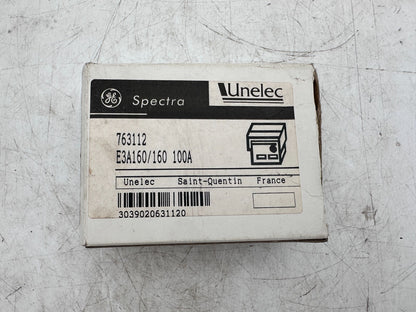 GE Spectra Unelec
763112
E3A160/160 100A
Unelec Saint-Quentin France
3039020631120